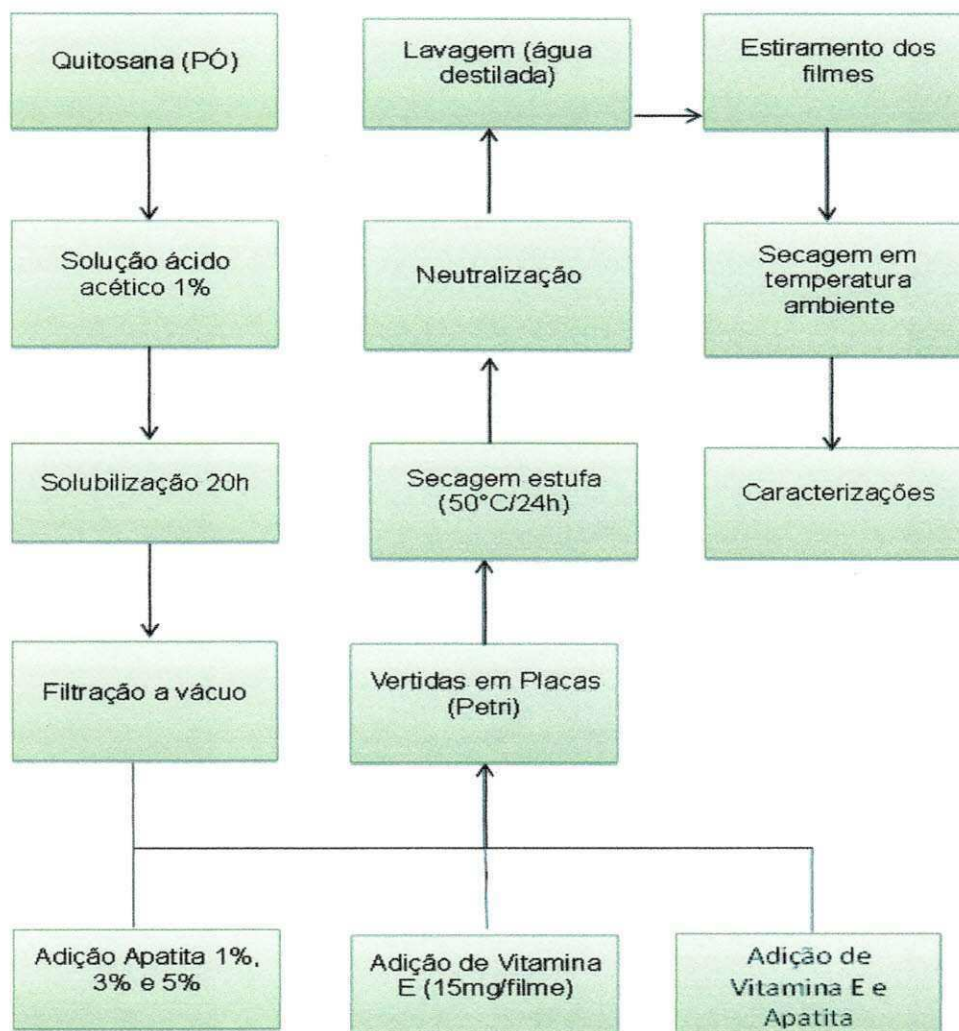 Quitosana (PÓ)
Solução ácido
acético 1%
Solubilização 20h
Filtração a vácuo
Adição Apatita 1%,
3% e 5%
Adição de Vitamina
E (15mg/filme)
Adição de
Vitamina E e
Apatita
Vertidas em Placas
(Petri)
Secagem estufa
(50°C/24h)
Neutralização
Lavagem (água
destilada)
Estiramento dos
filmes
Secagem em
temperatura
ambiente
Caracterizações